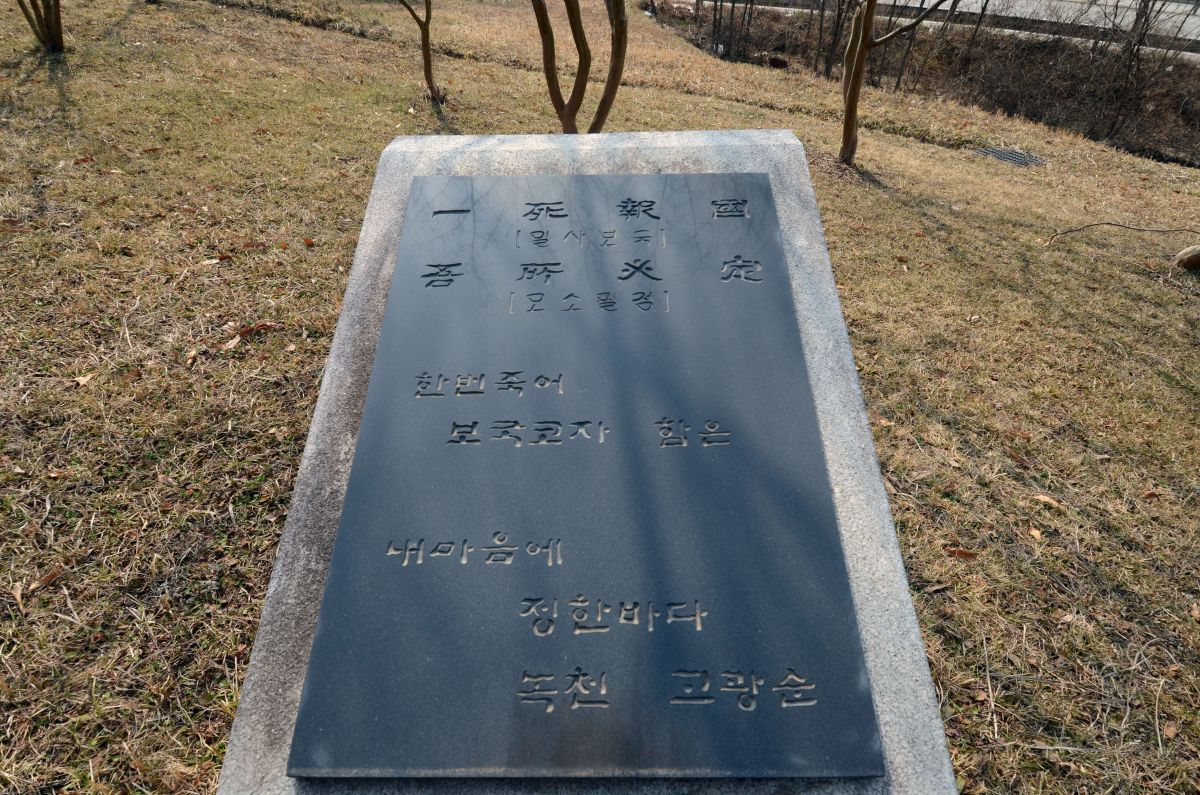 一死報國
[일사보국]
吾所必定
[오소필정]
한번죽어
보국코자 함은
내마음에
정한바다
녹천 고광순